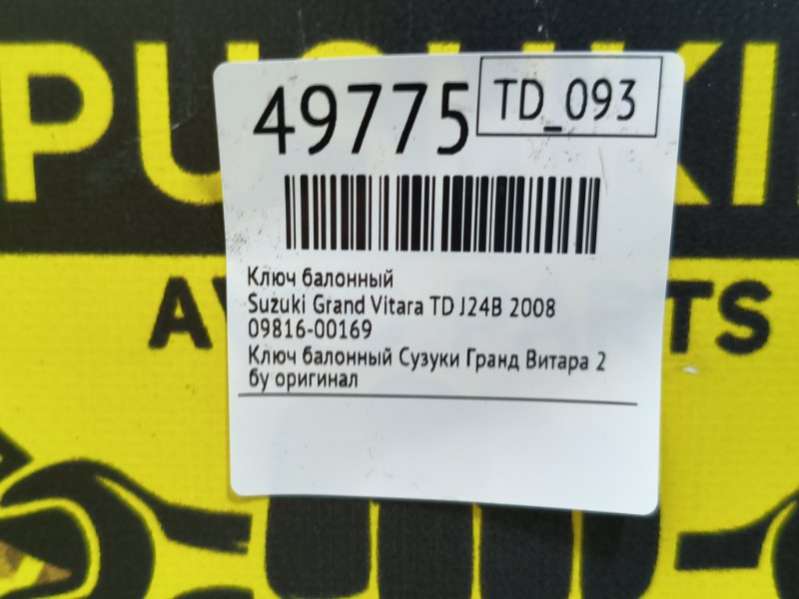 49775
TD_093
Ключ балонный
Suzuki Grand Vitara TD J24B 2008
09816-00169
Ключ балонный Сузуки Гранд Витара 2
бу оригинал